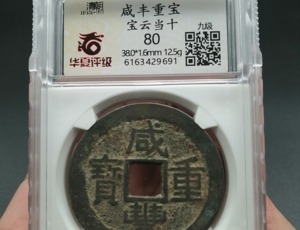 咸丰重宝
宝云当十
九级
80
38.0*1.6mm 12.5g
6163429691
华夏评级
咸
寶 重
豐